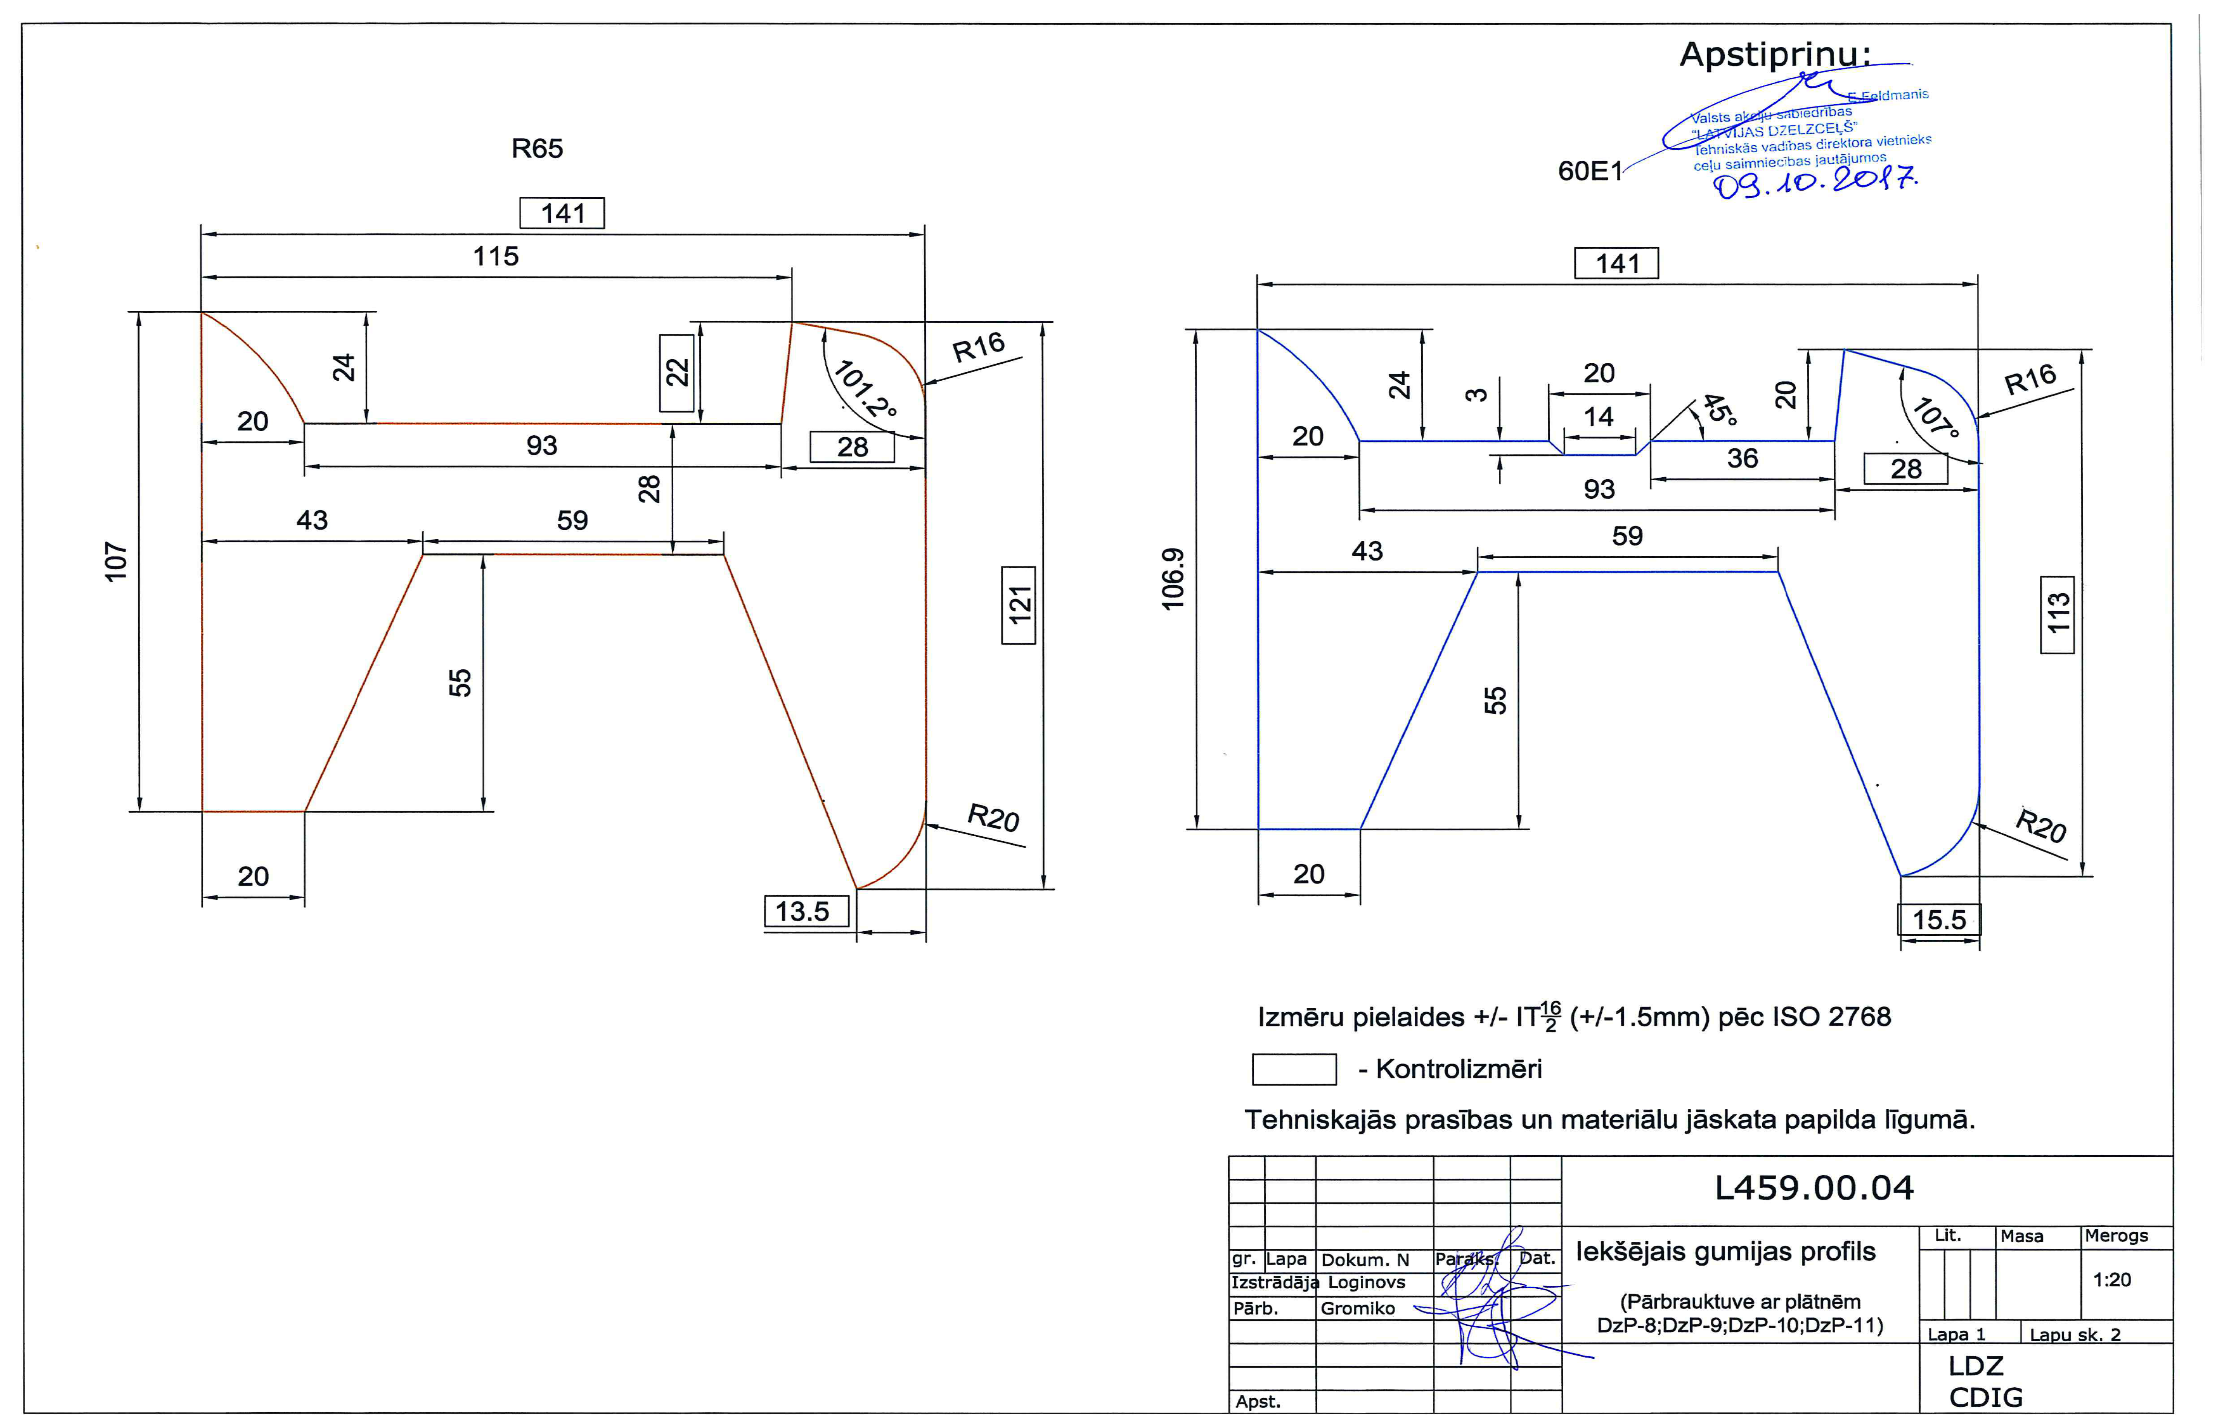 Apstiprinu:
E.Feldmanis
Valsts akciju sabiedrības
"LATVIJAS DZELZCEĻŠ"
Tehniskās vadības direktora vietnieks
ceļu saimniecības jautājumos
09.10.2017.
R65
141
115
24
22
R16
101.2°
20
93
28
28
43
59
107
55
121
R20
20
13.5
60E1
141
24
3
20
14
45°
20
R16
107°
20
36
28
93
59
43
106.9
55
113
R20
20
15.5
Izmēru pielaides +/- IT16/2 (+/-1.5mm) pēc ISO 2768
- Kontrolizmēri
Tehniskajās prasības un materiālu jāskata papilda līgumā.
L459.00.04
gr. Lapa Dokum. N Paraks. Dat.
Izstrādāja Loginovs
Pārb. Gromiko
Apst.
Iekšējais gumijas profils
(Pārbrauktuve ar plātnēm
DzP-8;DzP-9;DzP-10;DzP-11)
Lit. Masa Merogs
1:20
Lapa 1 Lapu sk. 2
LDZ
CDIG